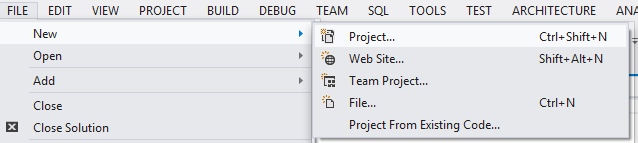 FILE EDIT VIEW PROJECT BUILD DEBUG TEAM SQL TOOLS TEST ARCHITECTURE ANA
New Project... Ctrl+Shift+N
Open Web Site... Shift+Alt+N
Add Team Project...
Close File... Ctrl+N
Close Solution Project From Existing Code...